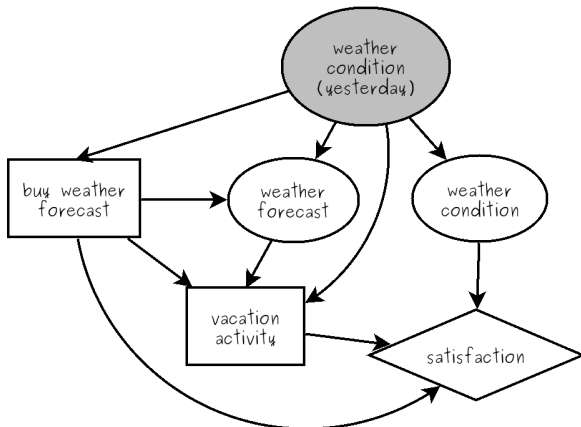 weather
condition
(yesterday)
buy weather
forecast
weather
forecast
weather
condition
vacation
activity
satisfaction